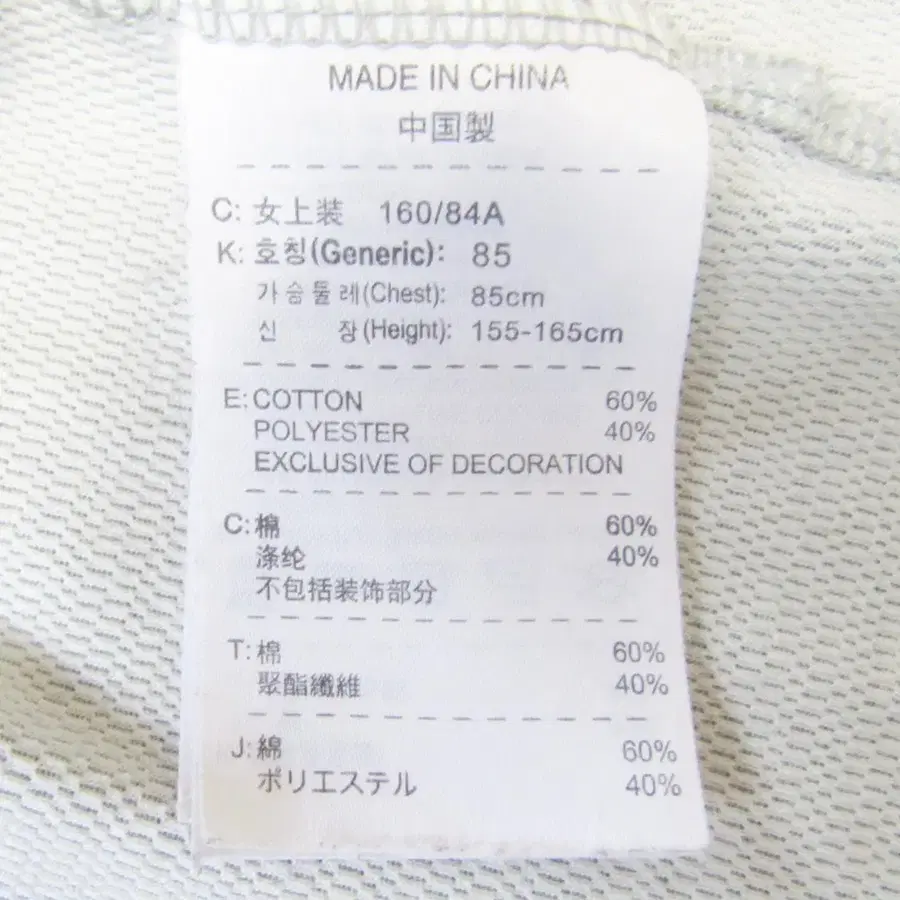 MADE IN CHINA
中国製
C: 女上装 160/84A
K: 호칭(Generic): 85
가슴둘레(Chest): 85cm
신 장(Height): 155-165cm
E: COTTON 60%
POLYESTER 40%
EXCLUSIVE OF DECORATION
C: 棉 60%
涤纶 40%
不包括装饰部分
T: 棉 60%
聚酯纖維 40%
J: 綿 60%
ポリエステル 40%